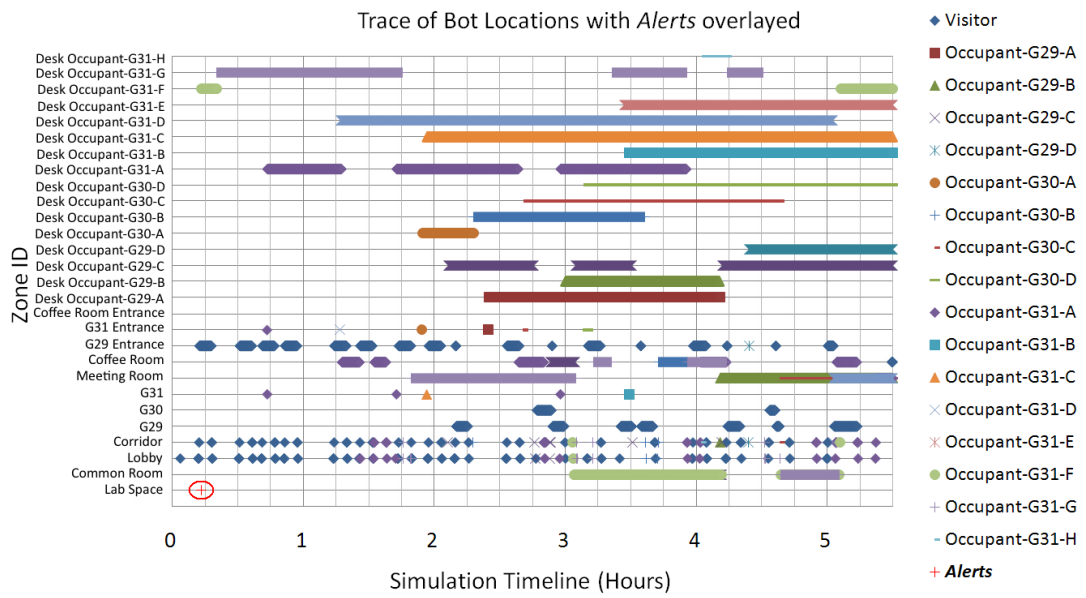 Trace of Bot Locations with Alerts overlayed
Zone ID
Desk Occupant-G31-H
Desk Occupant-G31-G
Desk Occupant-G31-F
Desk Occupant-G31-E
Desk Occupant-G31-D
Desk Occupant-G31-C
Desk Occupant-G31-B
Desk Occupant-G31-A
Desk Occupant-G30-D
Desk Occupant-G30-C
Desk Occupant-G30-B
Desk Occupant-G30-A
Desk Occupant-G29-D
Desk Occupant-G29-C
Desk Occupant-G29-B
Desk Occupant-G29-A
Coffee Room Entrance
G31 Entrance
G29 Entrance
Coffee Room
Meeting Room
G31
G30
G29
Corridor
Lobby
Common Room
Lab Space
0 1 2 3 4 5
Simulation Timeline (Hours)
Visitor
Occupant-G29-A
Occupant-G29-B
Occupant-G29-C
Occupant-G29-D
Occupant-G30-A
Occupant-G30-B
Occupant-G30-C
Occupant-G30-D
Occupant-G31-A
Occupant-G31-B
Occupant-G31-C
Occupant-G31-D
Occupant-G31-E
Occupant-G31-F
Occupant-G31-G
Occupant-G31-H
Alerts